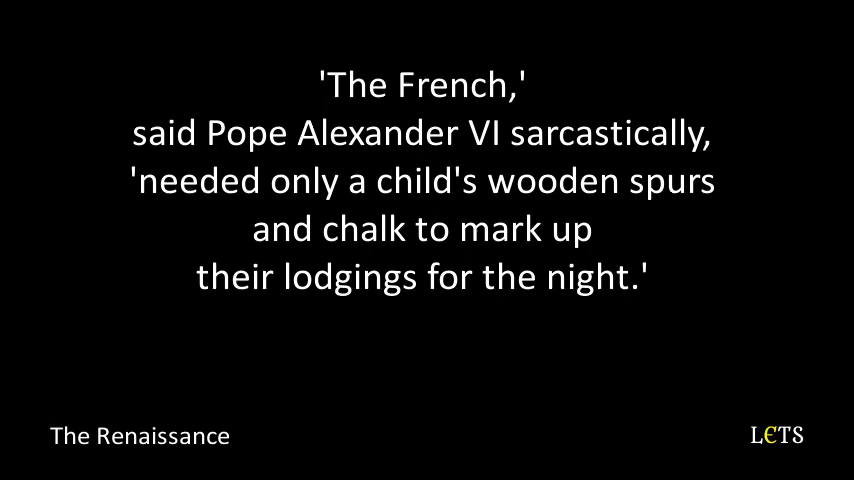 'The French,'
said Pope Alexander VI sarcastically,
'needed only a child's wooden spurs
and chalk to mark up
their lodgings for the night.'
The Renaissance
LЄTS